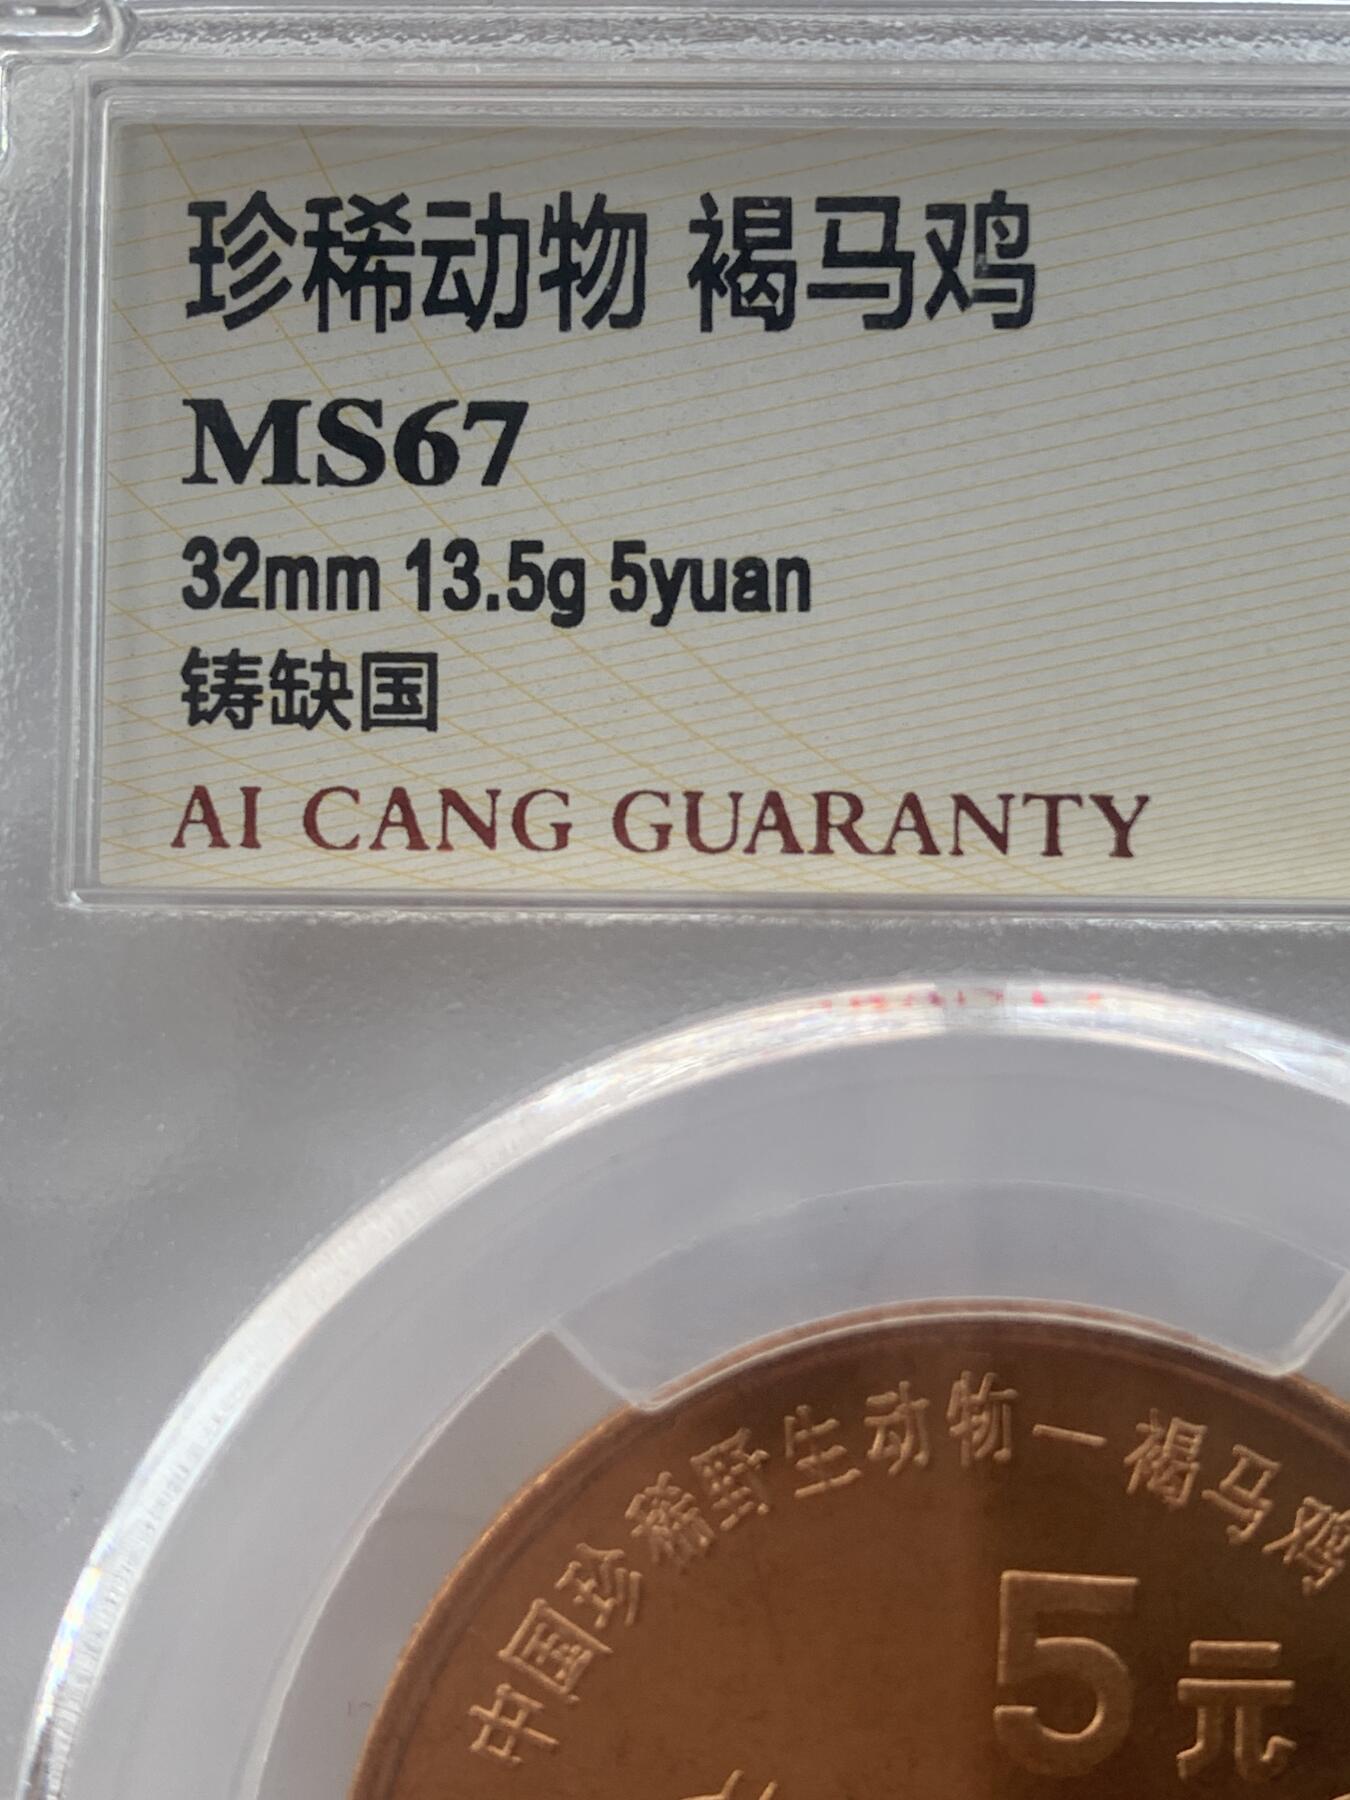 珍稀动物 褐马鸡
MS67
32mm 13.5g 5yuan
铸缺国
AI CANG GUARANTY
中国珍稀野生动物一褐马鸡
5元